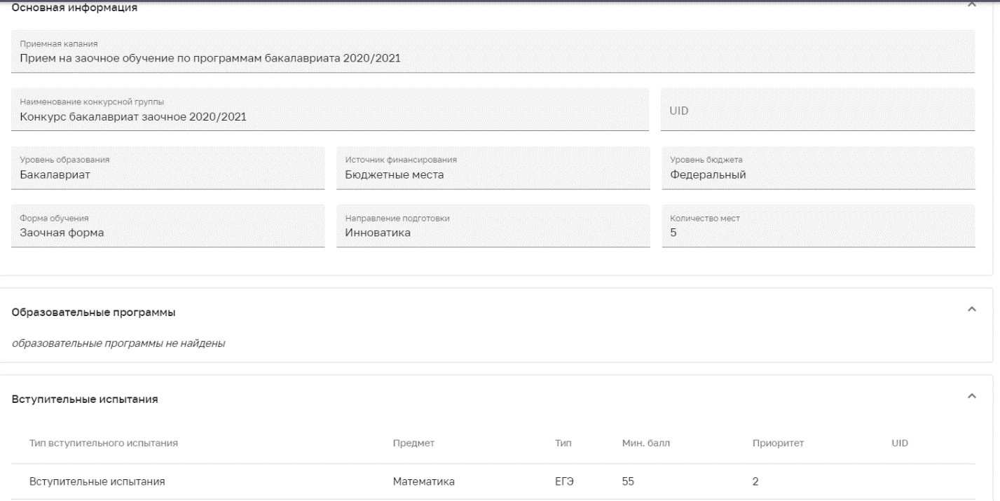 Основная информация
Приемная капания
Прием на заочное обучение по программам бакалавриата 2020/2021
Наименование конкурсной группы
Конкурс бакалавриат заочное 2020/2021
UID
Уровень образования
Бакалавриат
Источник финансирования
Бюджетные места
Уровень бюджета
Федеральный
Форма обучения
Заочная форма
Направление подготовки
Инноватика
Количество мест
5
Образовательные программы
образовательные программы не найдены
Вступительные испытания
Тип вступительного испытания Предмет Тип Мин. балл Приоритет UID
Вступительные испытания Математика ЕГЭ 55 2